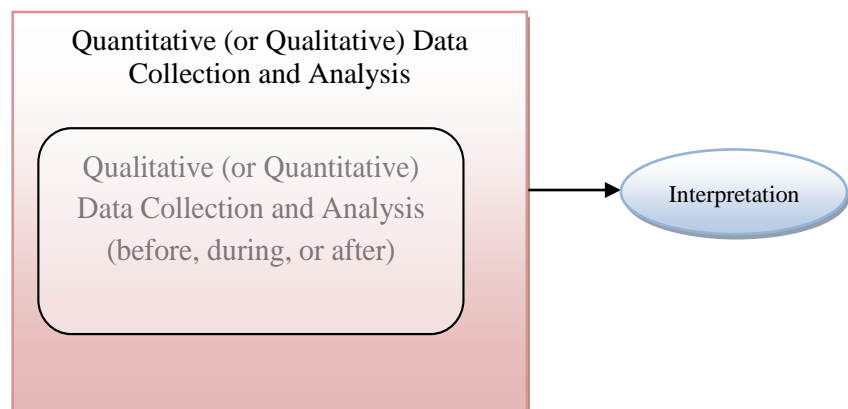 Quantitative (or Qualitative) Data
Collection and Analysis
Qualitative (or Quantitative)
Data Collection and Analysis
(before, during, or after)
Interpretation